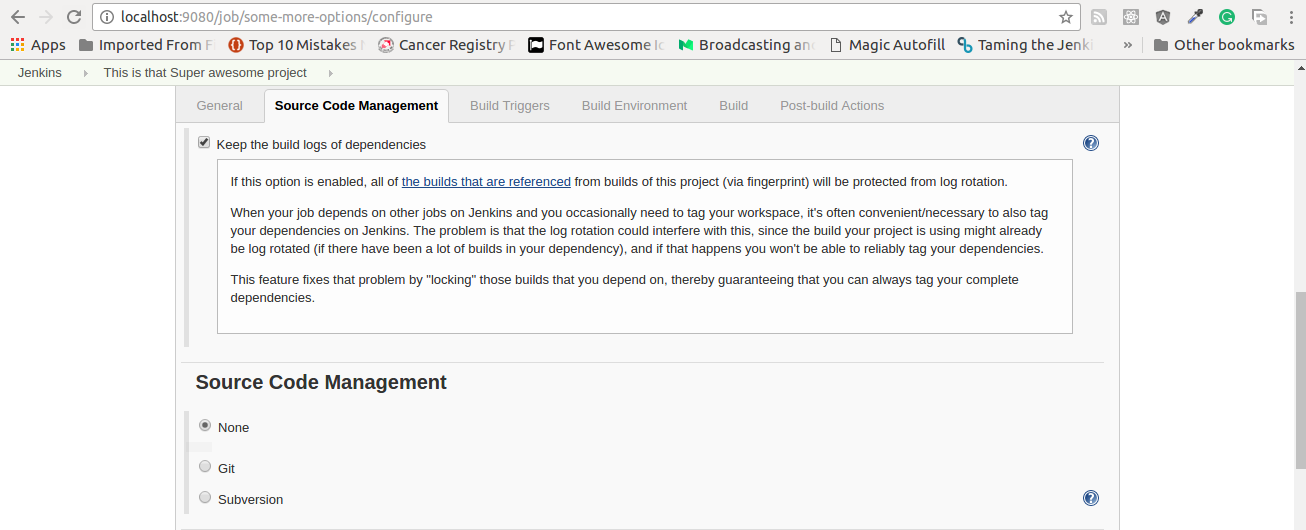 localhost:9080/job/some-more-options/configure
Apps Imported From F Top 10 Mistakes Cancer Registry Font Awesome Ic Broadcasting and Magic Autofill Taming the Jenki » Other bookmarks
Jenkins This is that Super awesome project
General Source Code Management Build Triggers Build Environment Build Post-build Actions
Keep the build logs of dependencies
If this option is enabled, all of the builds that are referenced from builds of this project (via fingerprint) will be protected from log rotation.
When your job depends on other jobs on Jenkins and you occasionally need to tag your workspace, it's often convenient/necessary to also tag
your dependencies on Jenkins. The problem is that the log rotation could interfere with this, since the build your project is using might already
be log rotated (if there have been a lot of builds in your dependency), and if that happens you won't be able to reliably tag your dependencies.
This feature fixes that problem by "locking" those builds that you depend on, thereby guaranteeing that you can always tag your complete
dependencies.
Source Code Management
None
Git
Subversion